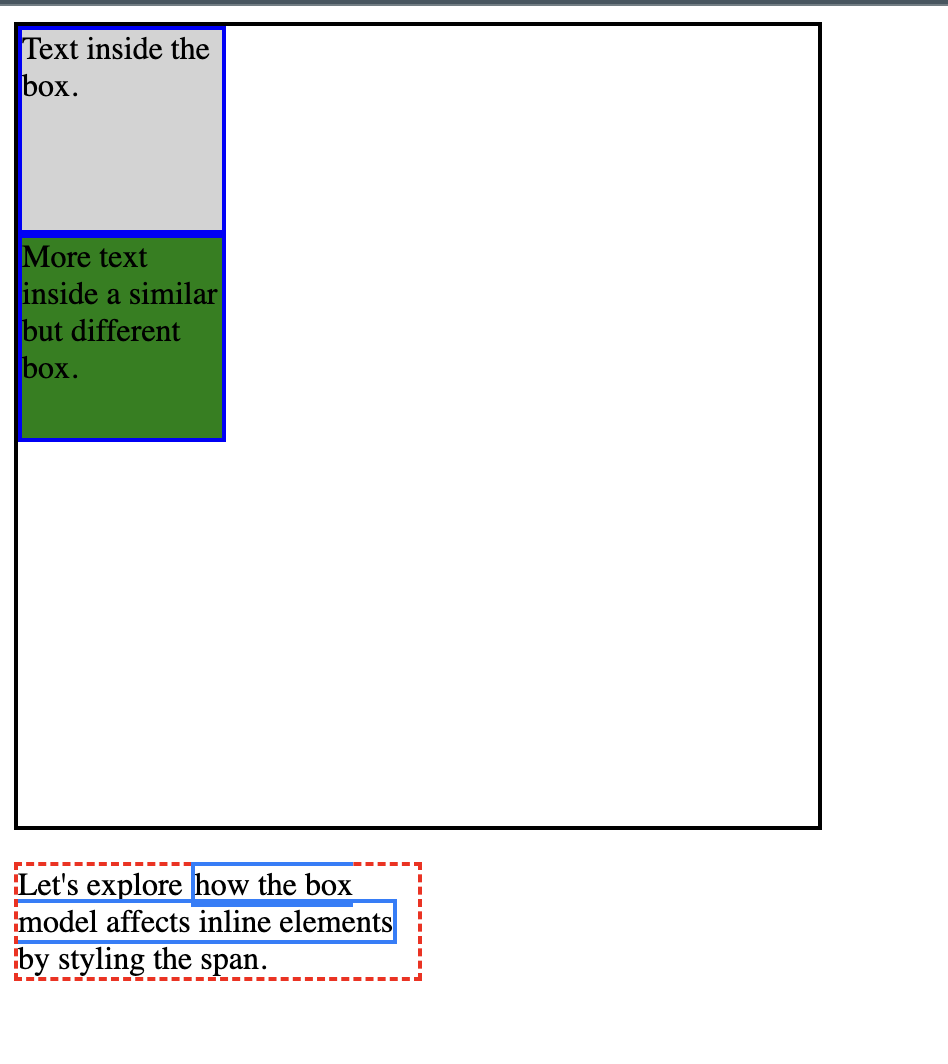 Text inside the
box.
More text
inside a similar
but different
box.
Let's explore how the box
model affects inline elements
by styling the span.